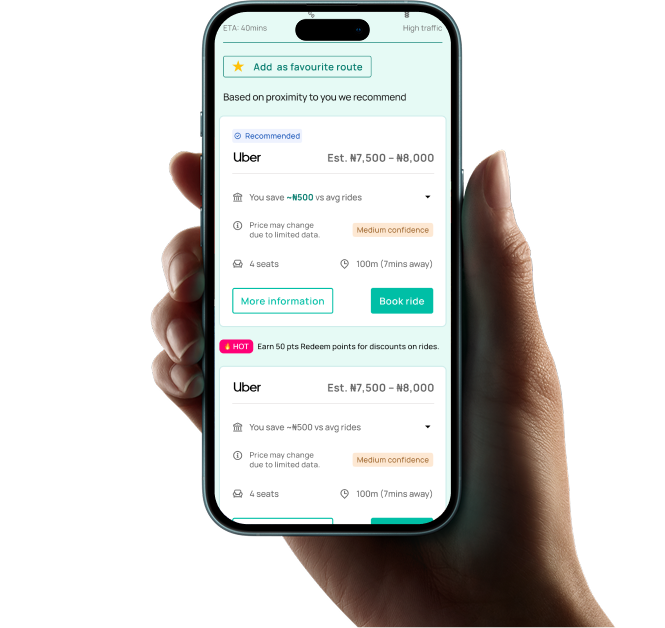 ETA: 40mins High traffic
Add as favourite route
Based on proximity to you we recommend
Recommended
Uber Est. ₦7,500 – ₦8,000
You save ~₦500 vs avg rides
Price may change
due to limited data.
Medium confidence
4 seats 100m (7mins away)
More information Book ride
HOT Earn 50 pts Redeem points for discounts on rides.
Uber Est. ₦7,500 – ₦8,000
You save ~₦500 vs avg rides
Price may change
due to limited data.
Medium confidence
4 seats 100m (7mins away)